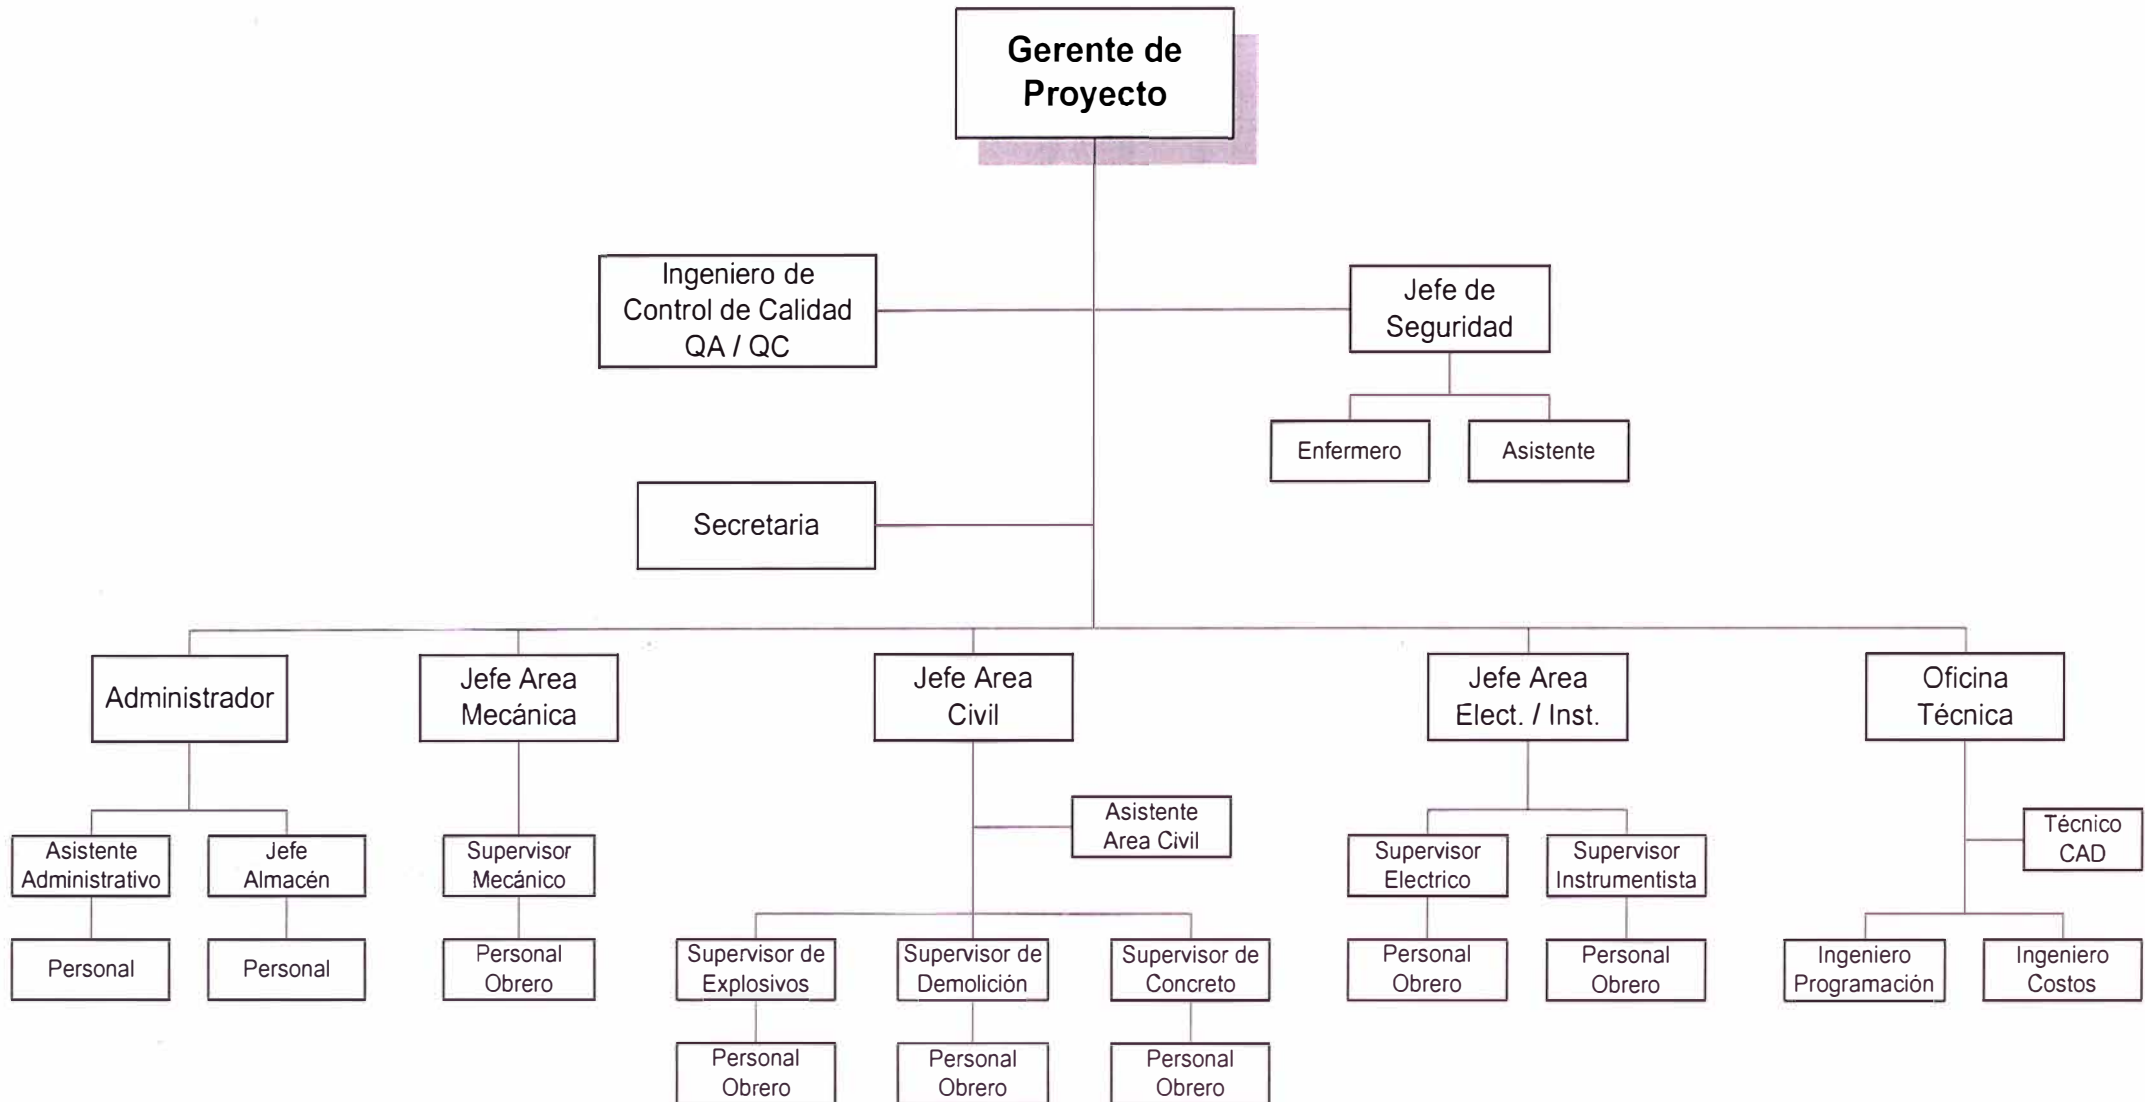 Gerente de
Proyecto
Ingeniero de
Control de Calidad
QA / QC
Jefe de
Seguridad
Enfermero
Asistente
Secretaria
Administrador
Jefe Area
Mecánica
Jefe Area
Civil
Jefe Area
Elect. / Inst.
Oficina
Técnica
Asistente
Area Civil
Técnico
CAD
Asistente
Administrativo
Jefe
Almacén
Supervisor
Mecánico
Supervisor
Electrico
Supervisor
Instrumentista
Personal
Personal
Personal
Obrero
Supervisor de
Explosivos
Supervisor de
Demolición
Supervisor de
Concreto
Personal
Obrero
Personal
Obrero
Ingeniero
Programación
Ingeniero
Costos
Personal
Obrero
Personal
Obrero
Personal
Obrero